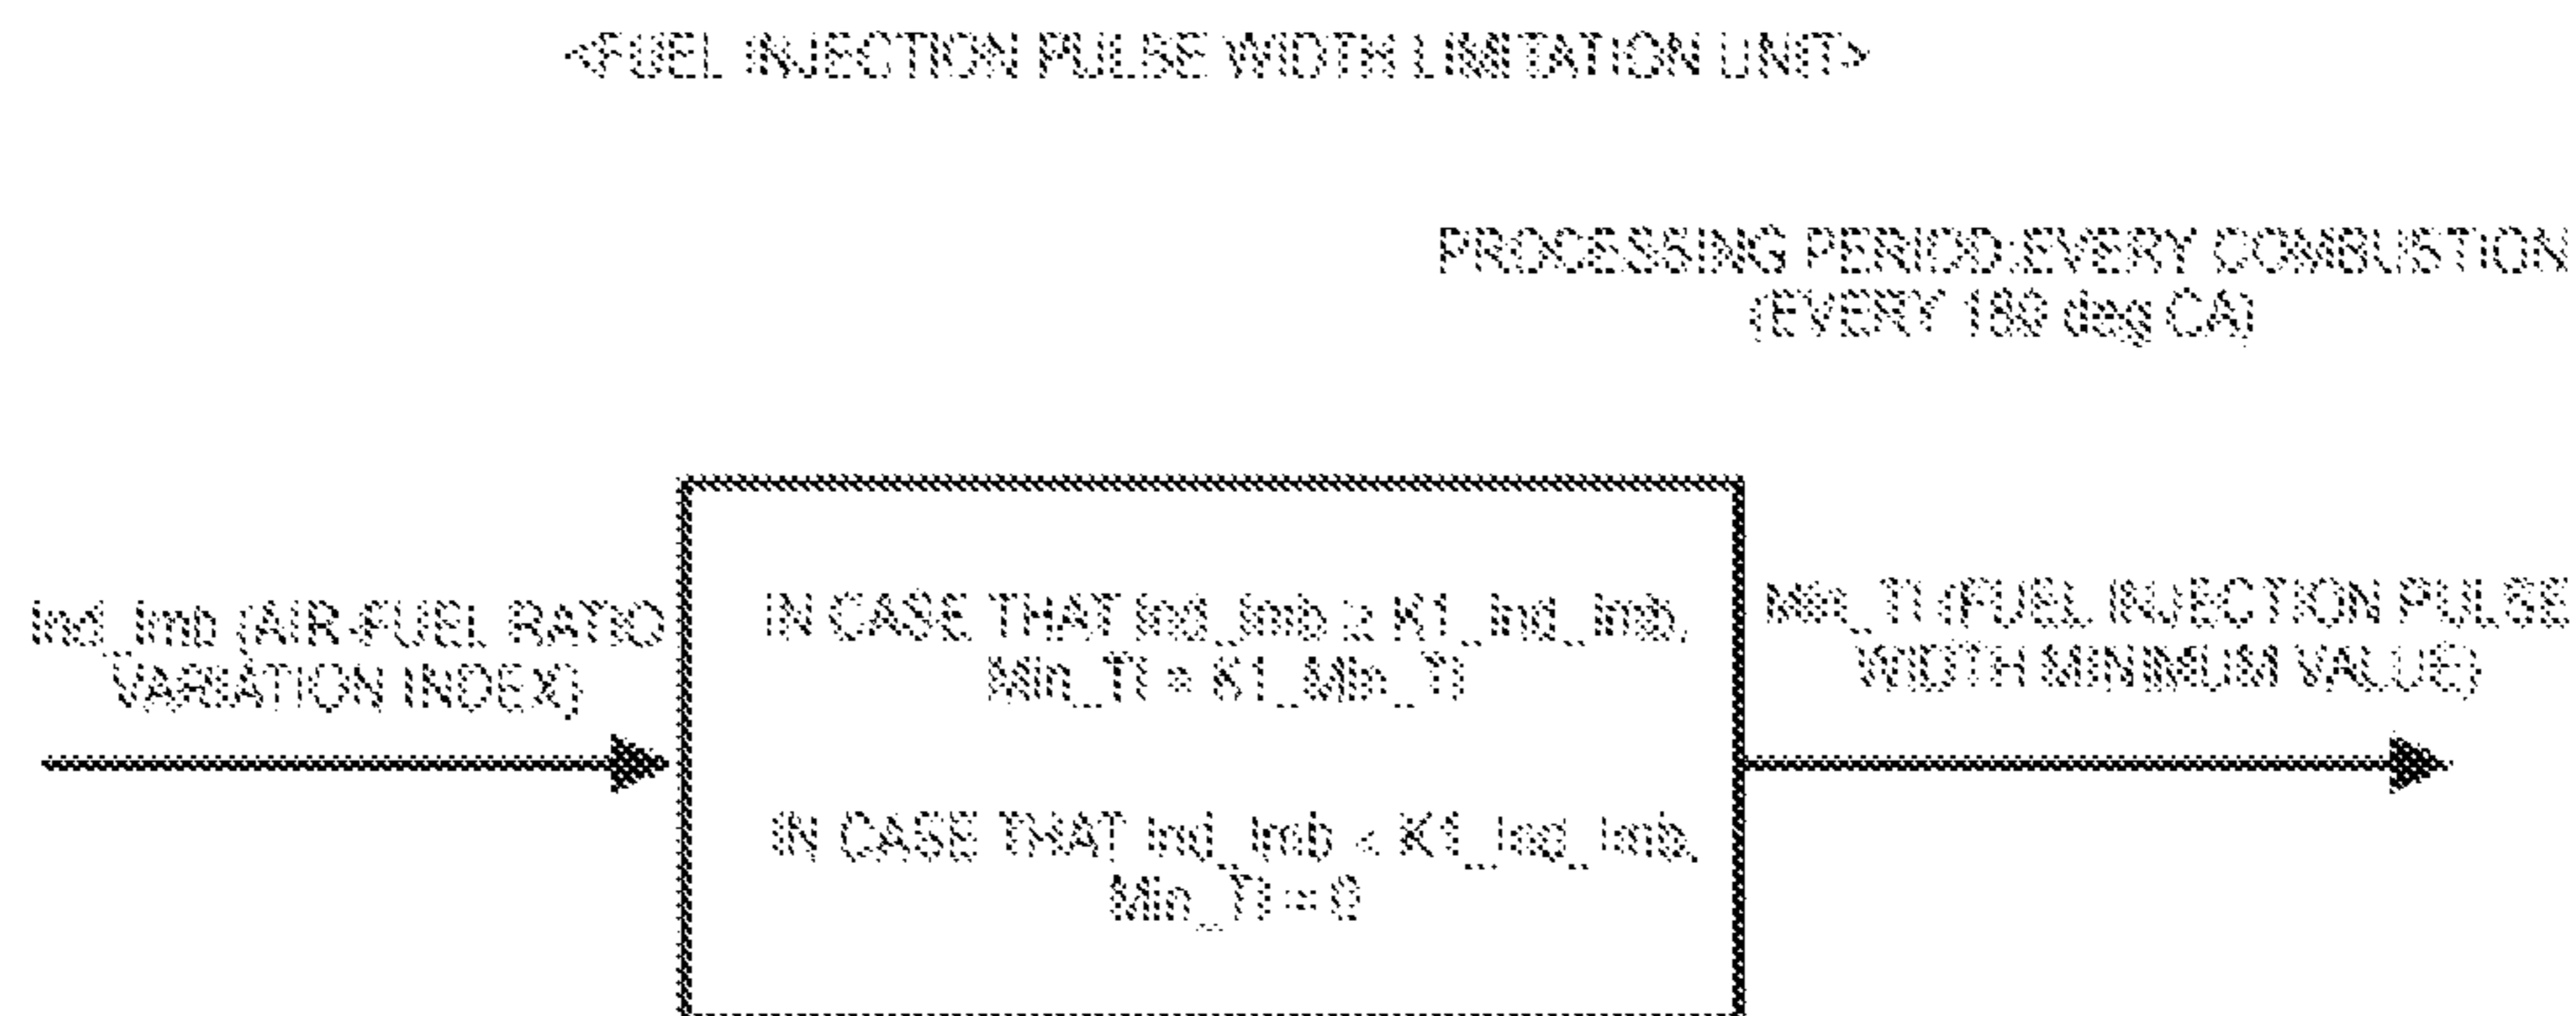 <FUEL INJECTION PULSE WIDTH LIMITATION UNIT>
PROCESSING PERIOD:EVERY COMBUSTION
(EVERY 180 deg CA)
Ind_Imb (AIR-FUEL RATIO
VARIATION INDEX)
IN CASE THAT Ind_Imb ≥ K1_Ind_Imb,
Min_TI = K1_Min_TI
IN CASE THAT Ind_Imb < K1_Ind_Imb,
Min_TI = 0
Min_TI (FUEL INJECTION PULSE
WIDTH MINIMUM VALUE)